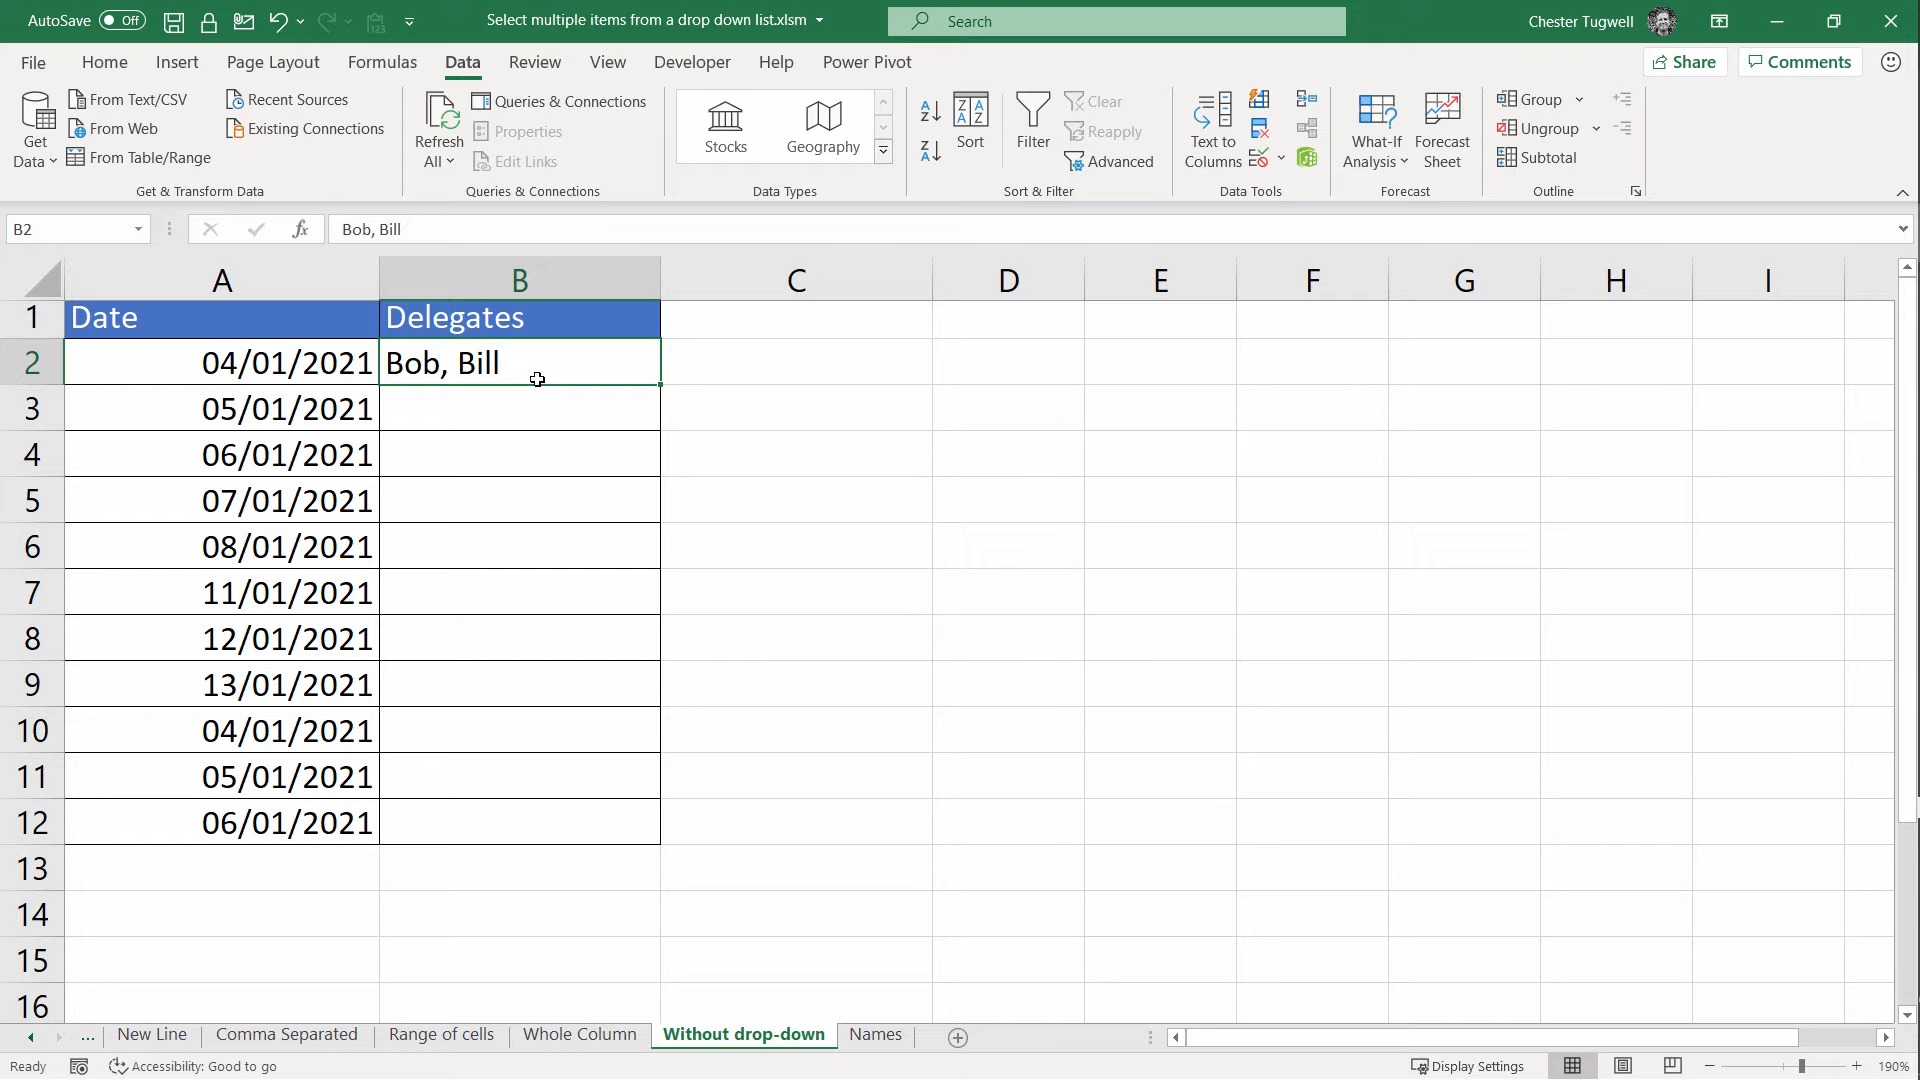 AutoSave Off
Select multiple items from a drop down list.xlsm
Search
Chester Tugwell
File Home Insert Page Layout Formulas Data Review View Developer Help Power Pivot
Share Comments
Get Data
From Text/CSV
From Web
From Table/Range
Recent Sources
Existing Connections
Get & Transform Data
Refresh All
Queries & Connections
Properties
Edit Links
Queries & Connections
Stocks
Geography
Data Types
A Z
Z A
Z A A Z
Sort
Filter
Clear
Reapply
Advanced
Sort & Filter
Text to Columns
Data Tools
What-If Analysis
Forecast Sheet
Forecast
Group
Ungroup
Subtotal
Outline
B2
fx
Bob, Bill
A B C D E F G H I
1 Date Delegates
2 04/01/2021 Bob, Bill
3 05/01/2021
4 06/01/2021
5 07/01/2021
6 08/01/2021
7 11/01/2021
8 12/01/2021
9 13/01/2021
10 04/01/2021
11 05/01/2021
12 06/01/2021
13
14
15
16
... New Line Comma Separated Range of cells Whole Column Without drop-down Names
Ready
Accessibility: Good to go
Display Settings
190%